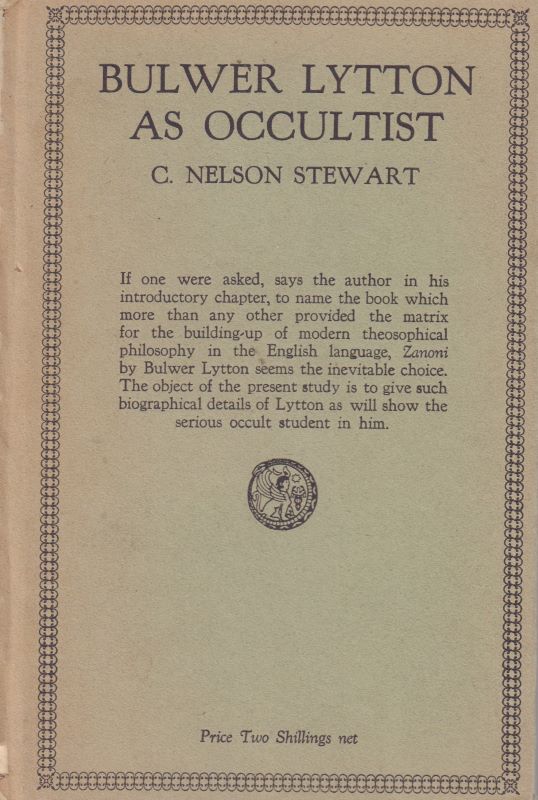 BULWER LYTTON
AS OCCULTIST
C. NELSON STEWART
If one were asked, says the author in his
introductory chapter, to name the book which
more than any other provided the matrix
for the building-up of modern theosophical
philosophy in the English language, Zanoni
by Bulwer Lytton seems the inevitable choice.
The object of the present study is to give such
biographical details of Lytton as will show the
serious occult student in him.
Price Two Shillings net